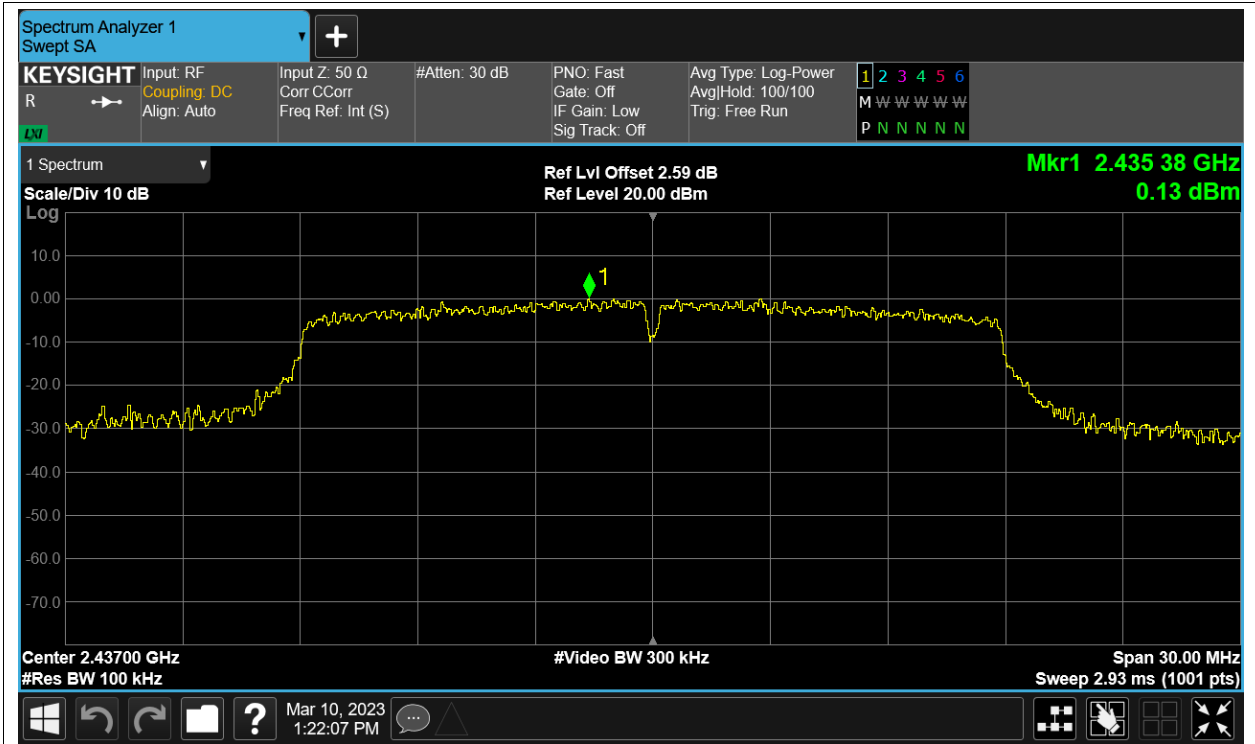 Spectrum Analyzer 1
Swept SA
KEYSIGHT
R
LXI
Input: RF
Coupling: DC
Align: Auto
Input Z: 50 Ω
Corr CCorr
Freq Ref: Int (S)
#Atten: 30 dB
PNO: Fast
Gate: Off
IF Gain: Low
Sig Track: Off
Avg Type: Log-Power
Avg|Hold: 100/100
Trig: Free Run
1 2 3 4 5 6
M W W W W W
P N N N N N
1 Spectrum
Scale/Div 10 dB
Ref Lvl Offset 2.59 dB
Ref Level 20.00 dBm
Mkr1 2.435 38 GHz
0.13 dBm
Log
10.0
0.00
-10.0
-20.0
-30.0
-40.0
-50.0
-60.0
-70.0
1
Center 2.43700 GHz
#Video BW 300 kHz
Span 30.00 MHz
#Res BW 100 kHz
Sweep 2.93 ms (1001 pts)
?
Mar 10, 2023
1:22:07 PM